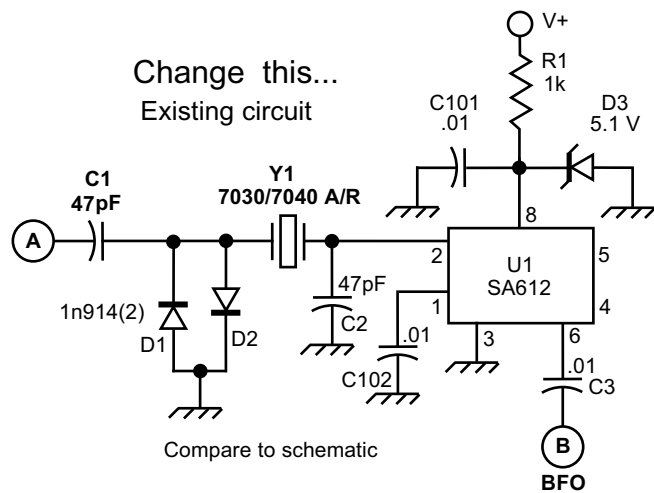 V+
Change this...
Existing circuit
R1
1k
C101
.01
D3
5.1 V
C1
47pF
Y1
7030/7040 A/R
A
8
2
U1
SA612
5
1
4
47pF
C2
1n914(2)
D1
D2
.01
C102
3
6
.01
C3
Compare to schematic
B
BFO